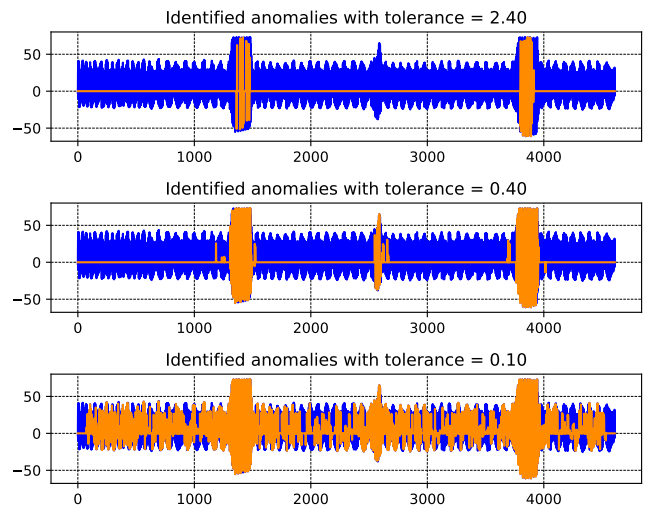 Identified anomalies with tolerance = 2.40
50
0
−50
0 1000 2000 3000 4000
Identified anomalies with tolerance = 0.40
50
0
−50
0 1000 2000 3000 4000
Identified anomalies with tolerance = 0.10
50
0
−50
0 1000 2000 3000 4000